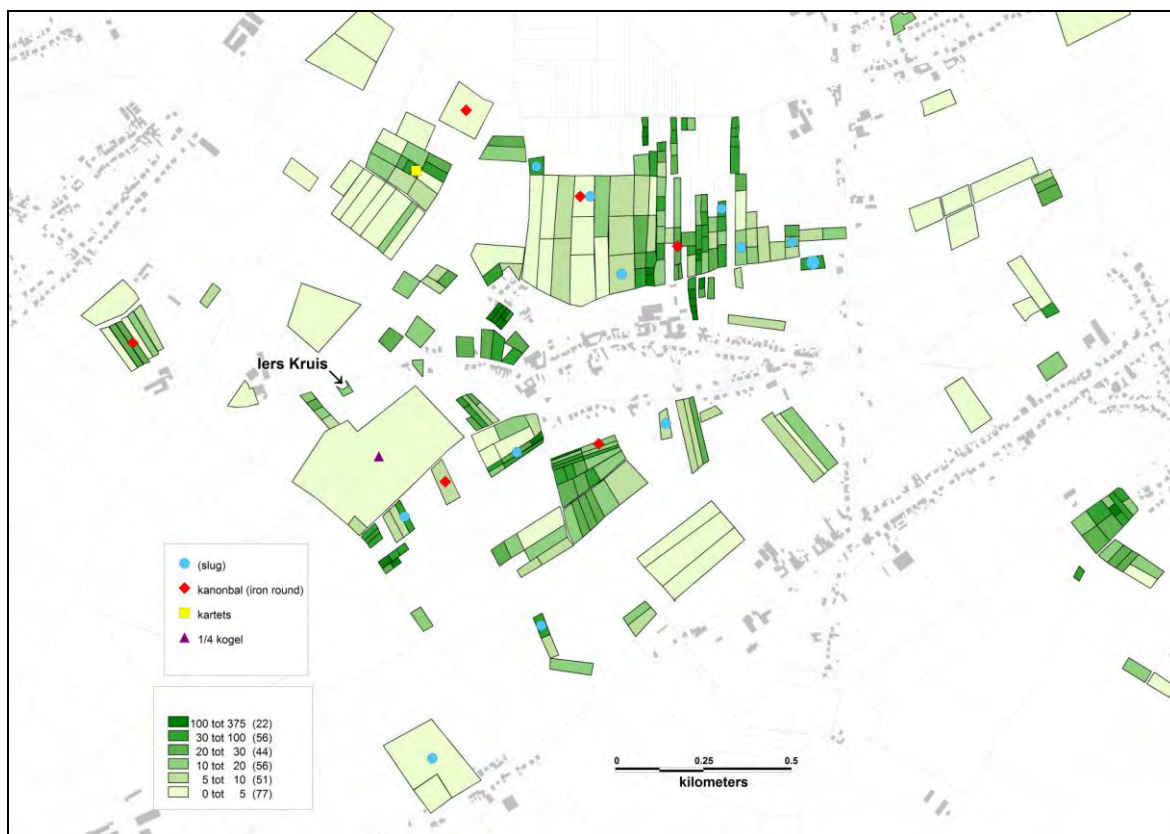 Iers Kruis
(slug)
kanonbal (iron round)
kartets
1/4 kogel
100 tot 375 (22)
30 tot 100 (56)
20 tot 30 (44)
10 tot 20 (56)
5 tot 10 (51)
0 tot 5 (77)
0 0.25 0.5
kilometers